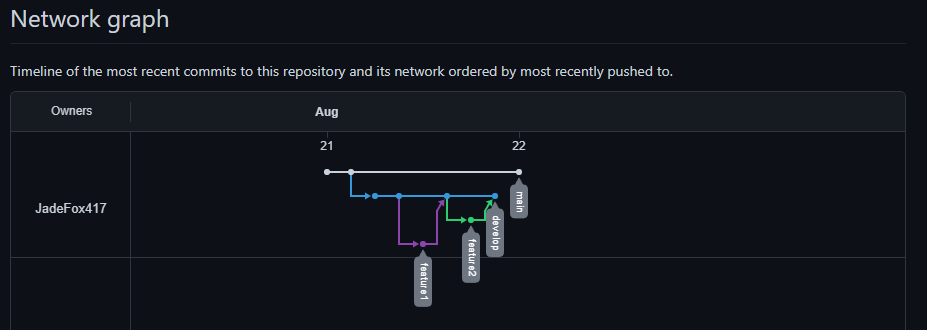 Network graph
Timeline of the most recent commits to this repository and its network ordered by most recently pushed to.
Owners
Aug
21
22
JadeFox417
main
develop
feature2
feature1